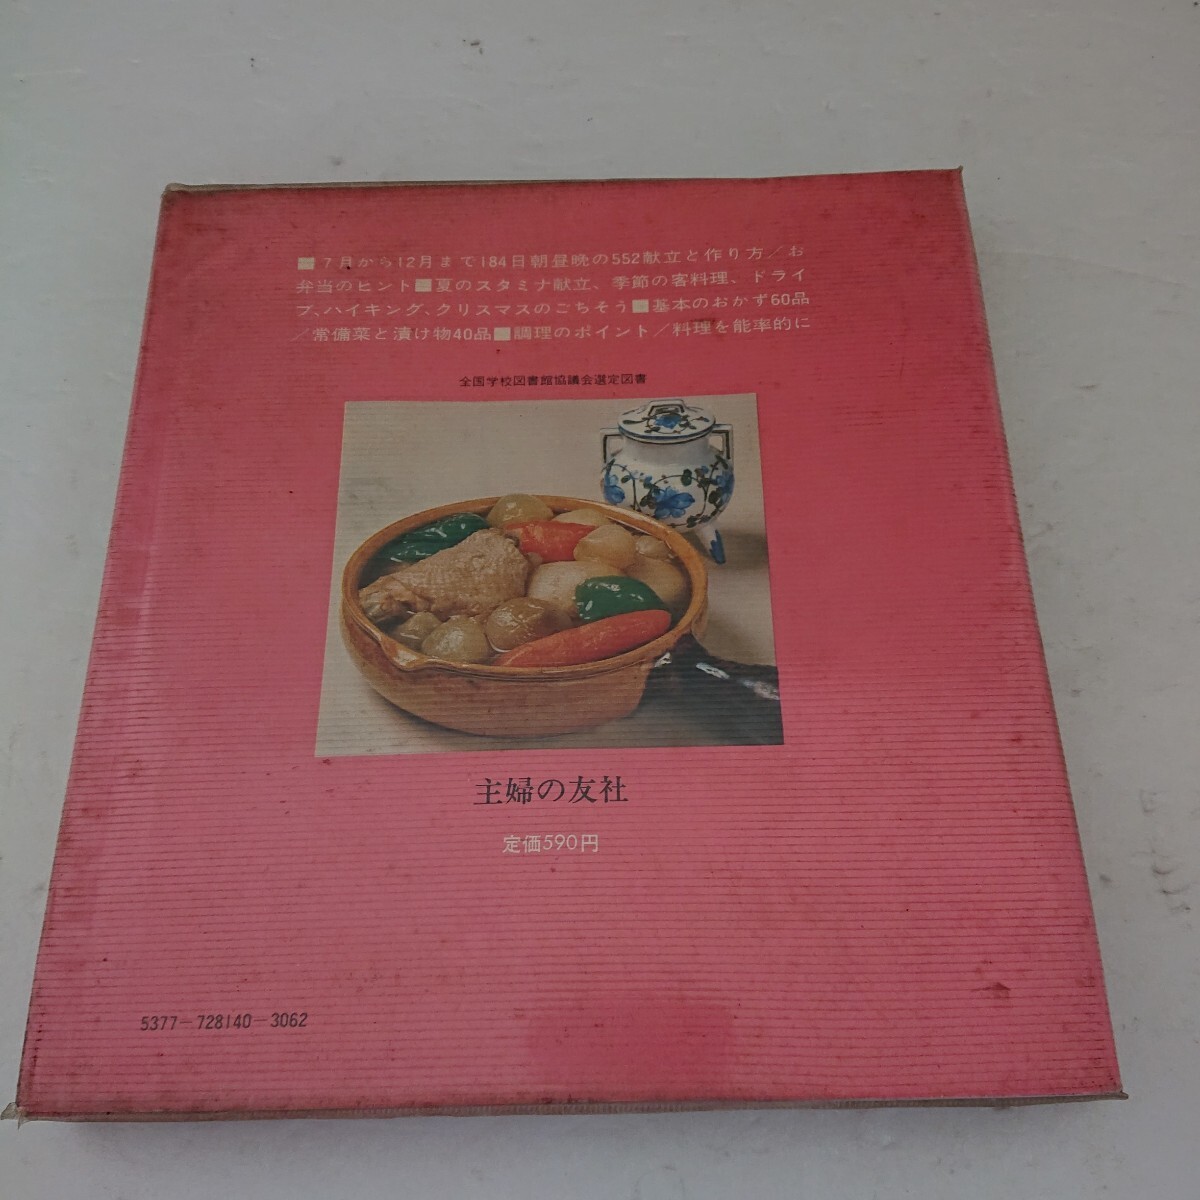 ■7月から12月まで184日朝昼晩の552献立と作り方／お
弁当のヒント■夏のスタミナ献立、季節の客料理、ドライ
ブ、ハイキング、クリスマスのごちそう■基本のおかず60品
／常備菜と漬け物40品■調理のポイント／料理を能率的に
全国学校図書館協議会選定図書
主婦の友社
定価590円
5377-728140-3062